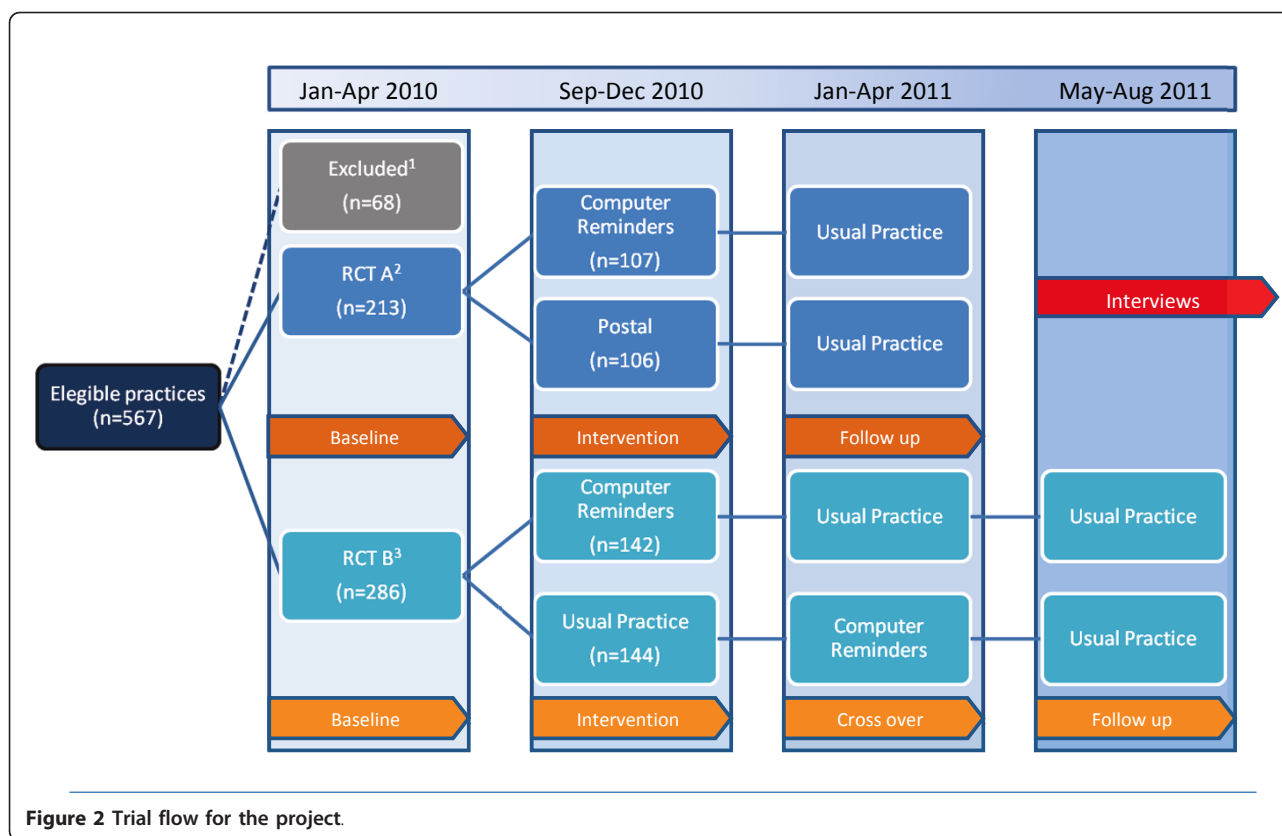 Jan-Apr 2010
Sep-Dec 2010
Jan-Apr 2011
May-Aug 2011
Excluded¹
(n=68)
RCT A²
(n=213)
Computer
Reminders
(n=107)
Usual Practice
Postal
(n=106)
Usual Practice
Interviews
Elegible practices
(n=567)
Baseline
Intervention
Follow up
RCT B³
(n=286)
Computer
Reminders
(n=142)
Usual Practice
Usual Practice
Usual Practice
(n=144)
Computer
Reminders
Usual Practice
Baseline
Intervention
Cross over
Follow up
Figure 2 Trial flow for the project.